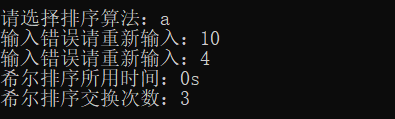 请选择排序算法：a
输入错误请重新输入：10
输入错误请重新输入：4
希尔排序所用时间：0s
希尔排序交换次数：3